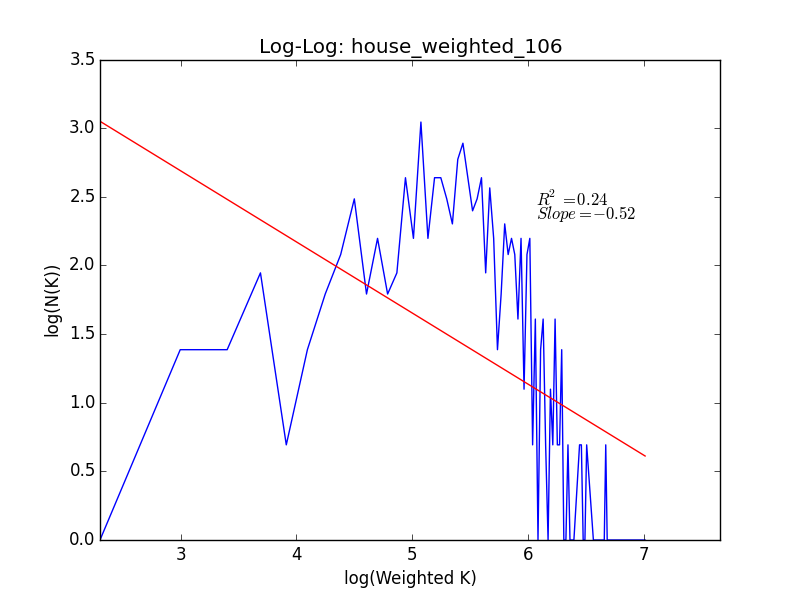 Log-Log: house_weighted_106
3.5
3.0
2.5
2.0
1.5
1.0
0.5
0.0
log(N(K))
R² =0.24
Slope=−0.52
3 4 5 6 7
log(Weighted K)